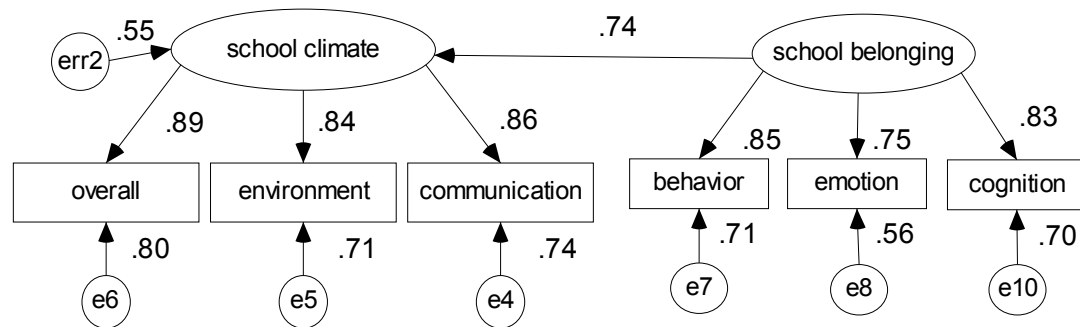 .55
.74
err2
school climate
school belonging
.89
.84
.86
.85
.75
.83
overall
environment
communication
behavior
emotion
cognition
.80
.71
.74
.71
.56
.70
e6
e5
e4
e7
e8
e10